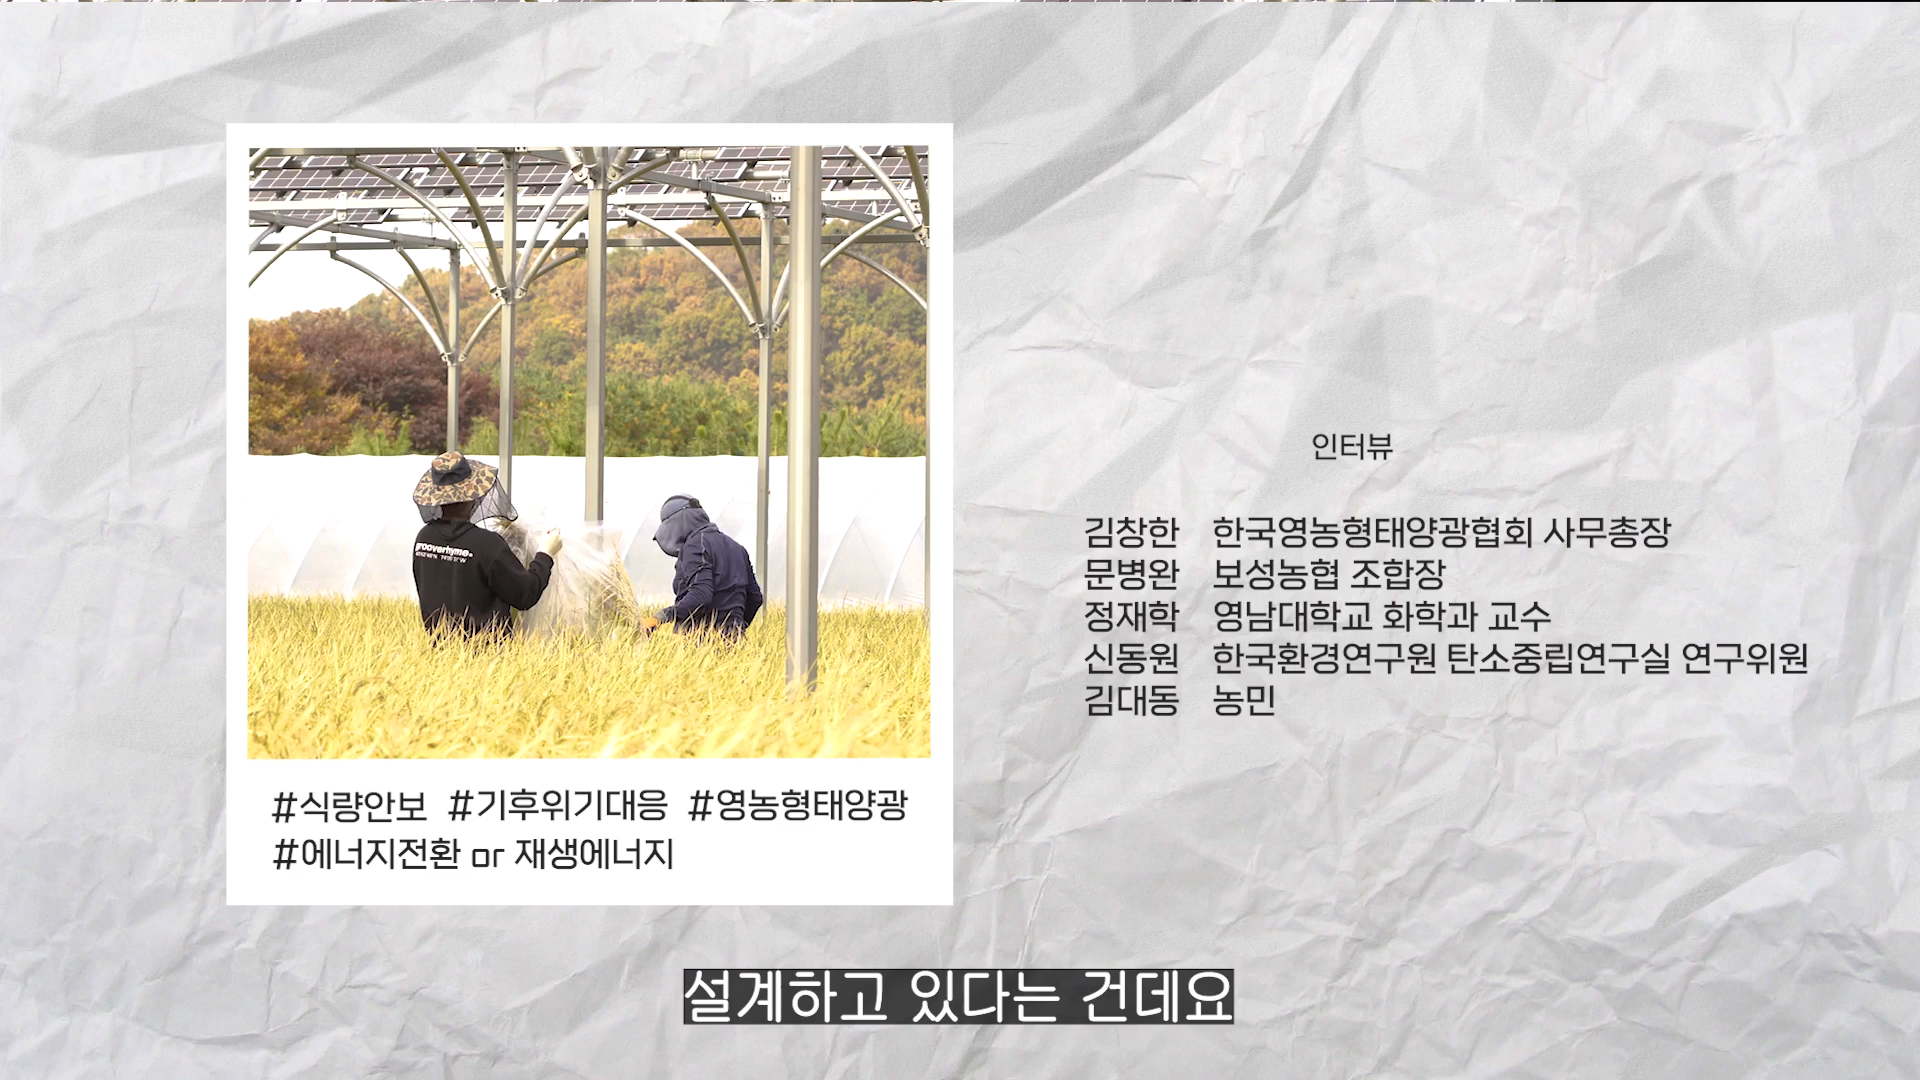 grooverhyme.
#식량안보 #기후위기대응 #영농형태양광
#에너지전환 or 재생에너지
인터뷰
김창한 한국영농형태양광협회 사무총장
문병완 보성농협 조합장
정재학 영남대학교 화학과 교수
신동원 한국환경연구원 탄소중립연구실 연구위원
김대동 농민
설계하고 있다는 건데요